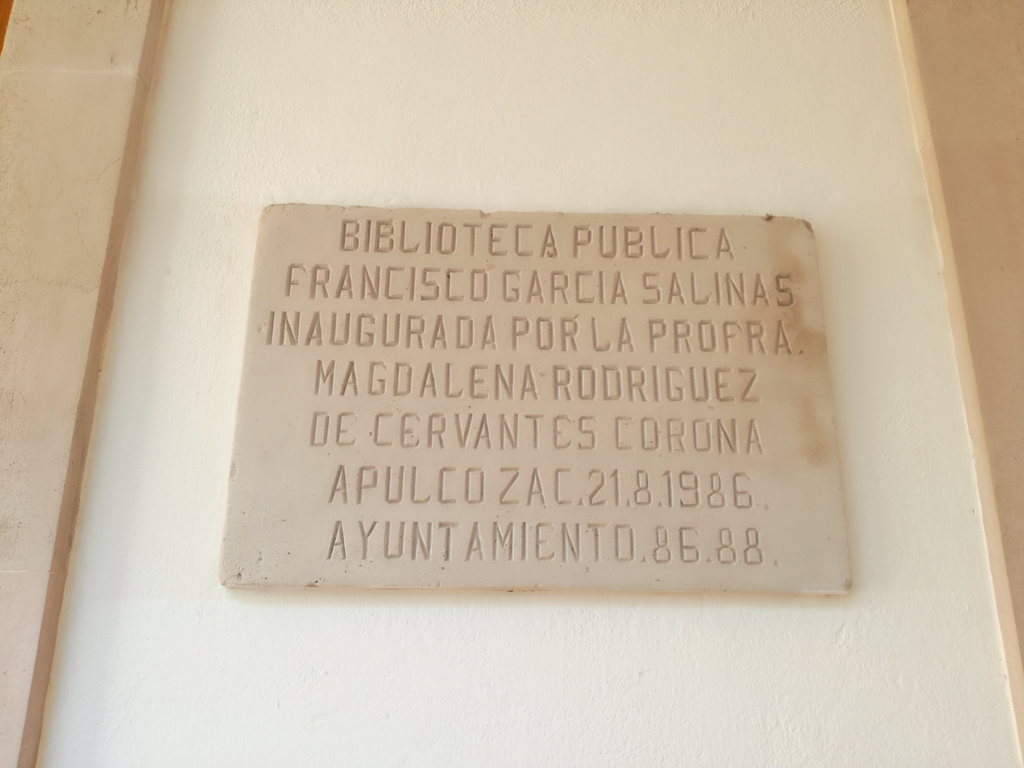 BIBLIOTECA PUBLICA
FRANCISCO GARCIA SALINAS
INAUGURADA POR LA PROFRA.
MAGDALENA RODRIGUEZ
DE CERVANTES CORONA
APULCO ZAC. 21.8.1986.
AYUNTAMIENTO.86.88.